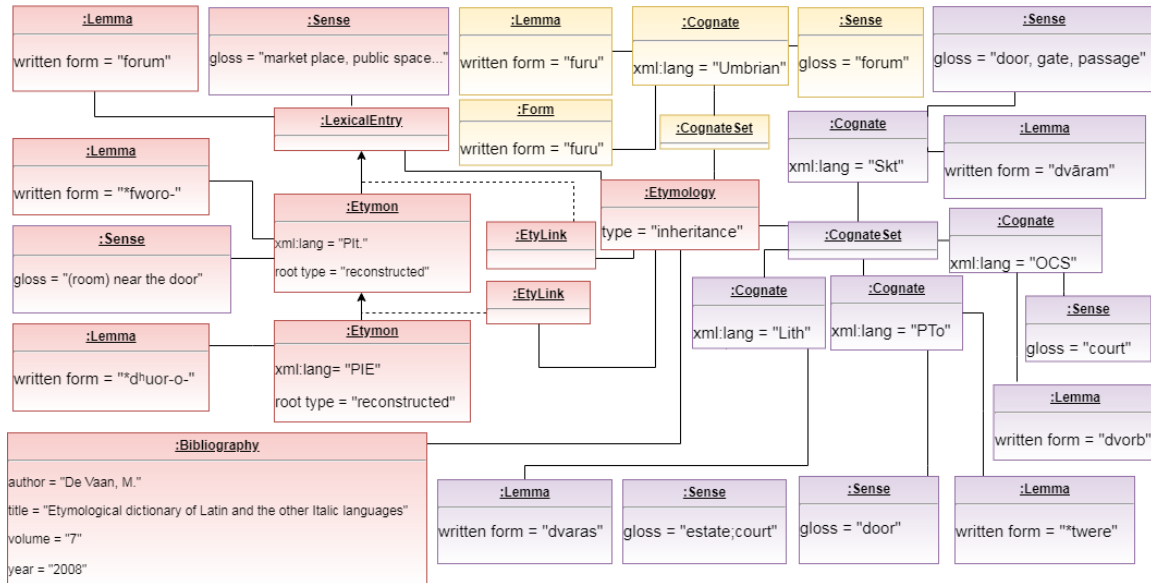 :Lemma
written form = "forum"
:Sense
gloss = "market place, public space..."
:Lemma
written form = "furu"
:Cognate
xml:lang = "Umbrian"
:Sense
gloss = "forum"
:Sense
gloss = "door, gate, passage"
:LexicalEntry
:Form
written form = "furu"
:CognateSet
:Cognate
xml:lang = "Skt"
:Lemma
written form = "dvāram"
:Lemma
written form = "*fworo-"
:Etymon
xml:lang = "PIt."
root type = "reconstructed"
:Etymology
type = "inheritance"
:EtyLink
:CognateSet
:Cognate
xml:lang = "OCS"
:Sense
gloss = "(room) near the door"
:EtyLink
:Cognate
xml:lang = "Lith"
:Cognate
xml:lang = "PTo"
:Sense
gloss = "court"
:Lemma
written form = "*dʰuor-o-"
:Etymon
xml:lang= "PIE"
root type = "reconstructed"
:Lemma
written form = "dvorb"
:Bibliography
author = "De Vaan, M."
title = "Etymological dictionary of Latin and the other Italic languages"
volume = "7"
year = "2008"
:Lemma
written form = "dvaras"
:Sense
gloss = "estate;court"
:Sense
gloss = "door"
:Lemma
written form = "*twere"